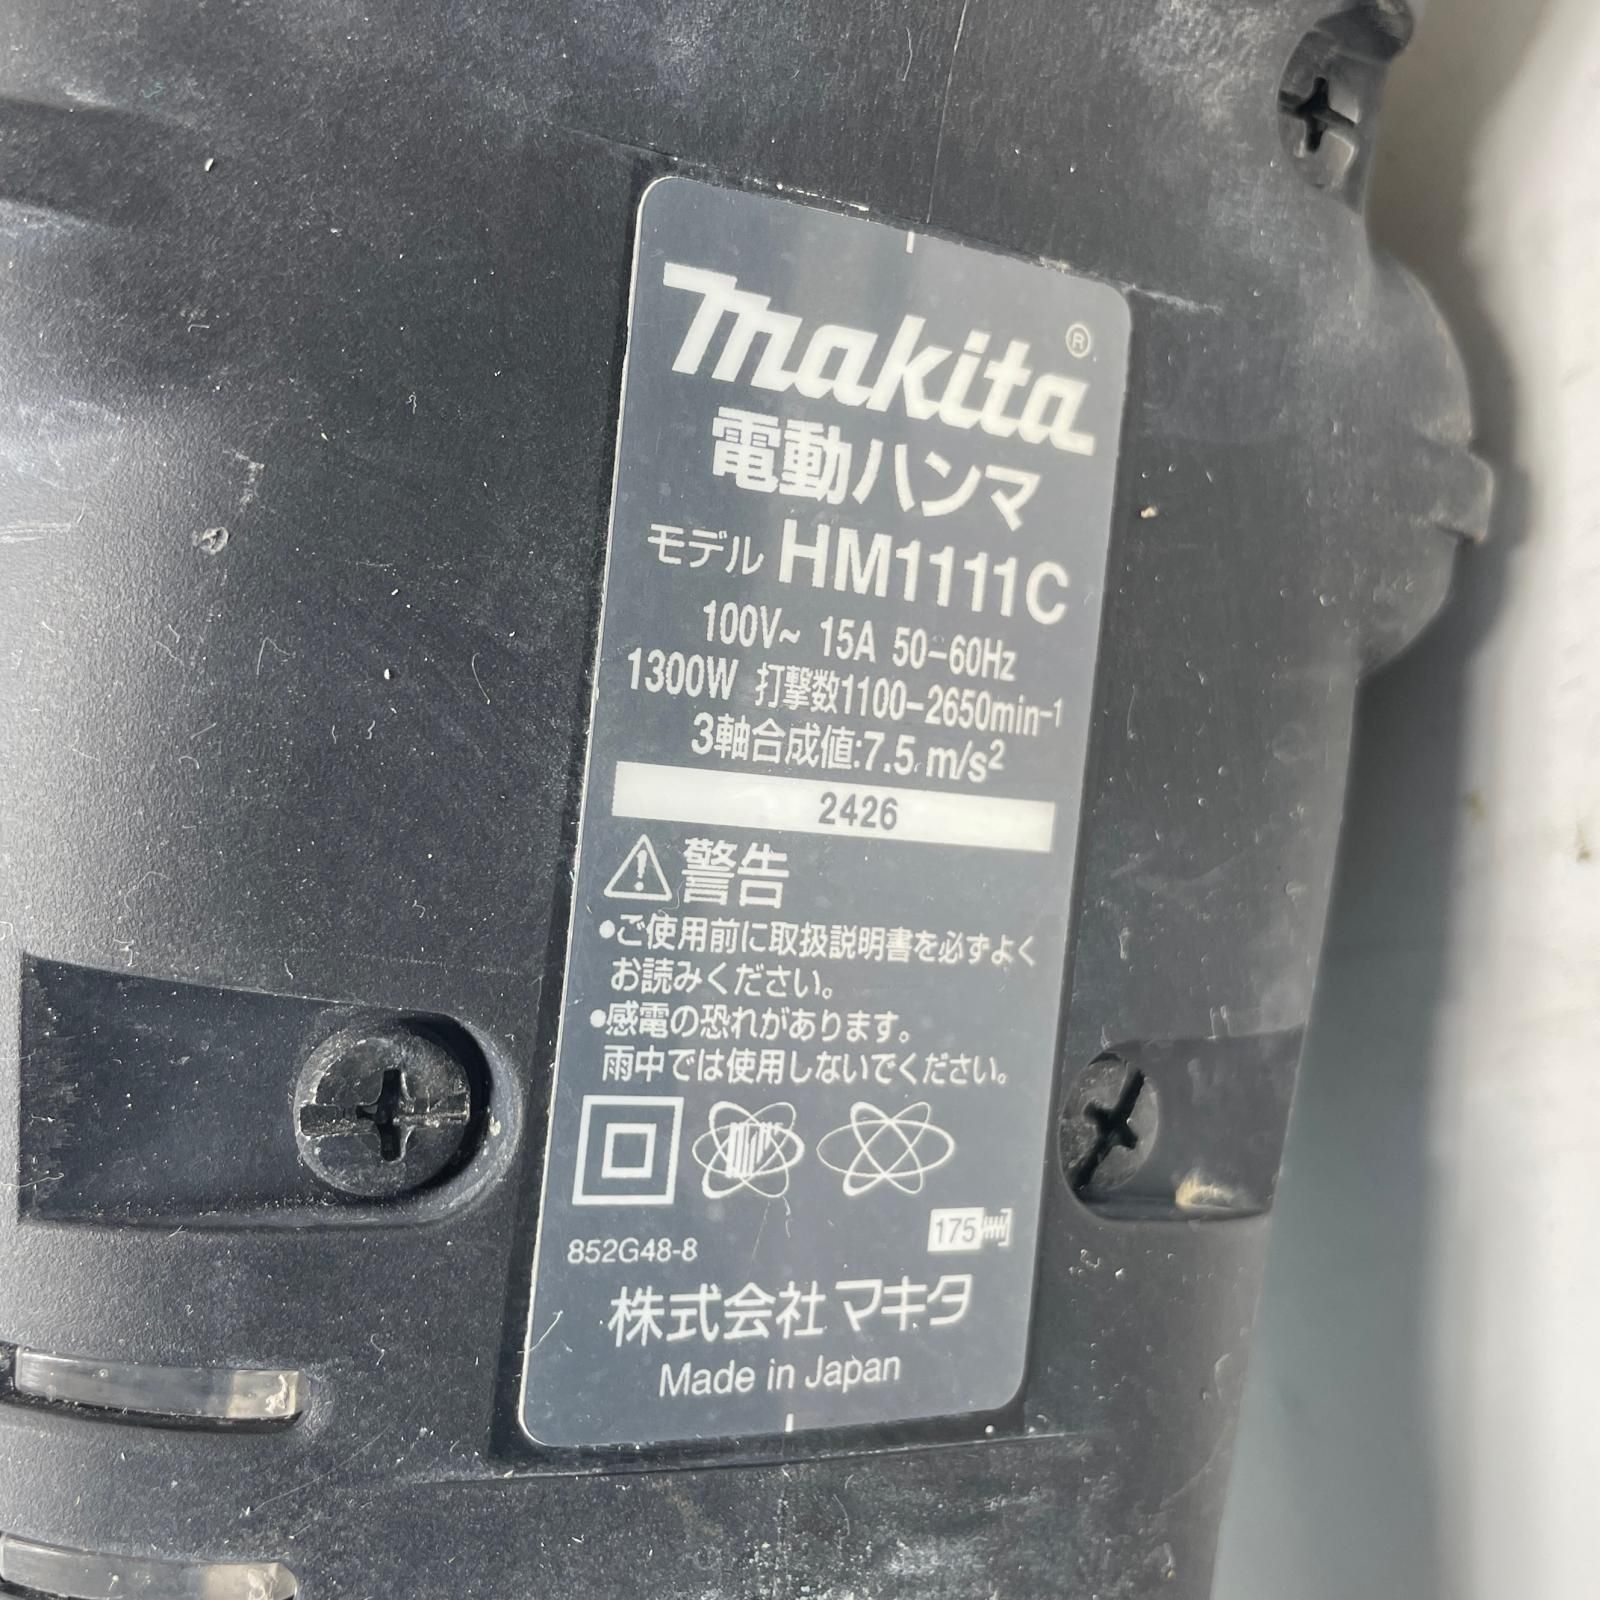 makita®
電動ハンマ
モデル HM1111C
100V~ 15A 50-60Hz
1300W 打撃数1100-2650min-1
3軸合成値:7.5 m/s2
2426
警告
•ご使用前に取扱説明書を必ずよく
お読みください。
•感電の恐れがあります。
雨中では使用しないでください。
175
852G48-8
株式会社マキタ
Made in Japan